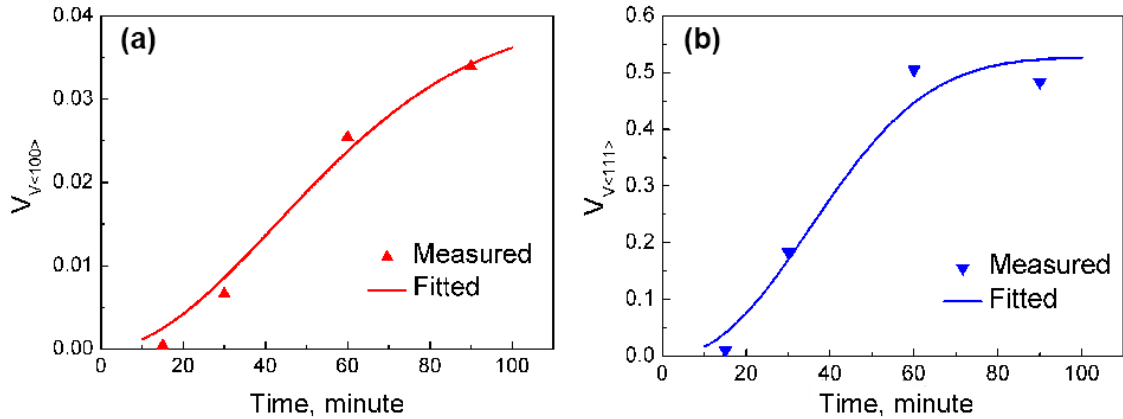 (a)
0.04
0.03
0.02
0.01
0.00
V_V<100>
Measured
Fitted
0 20 40 60 80 100
Time, minute
(b)
0.6
0.5
0.4
0.3
0.2
0.1
0.0
V_V<111>
Measured
Fitted
0 20 40 60 80 100
Time, minute